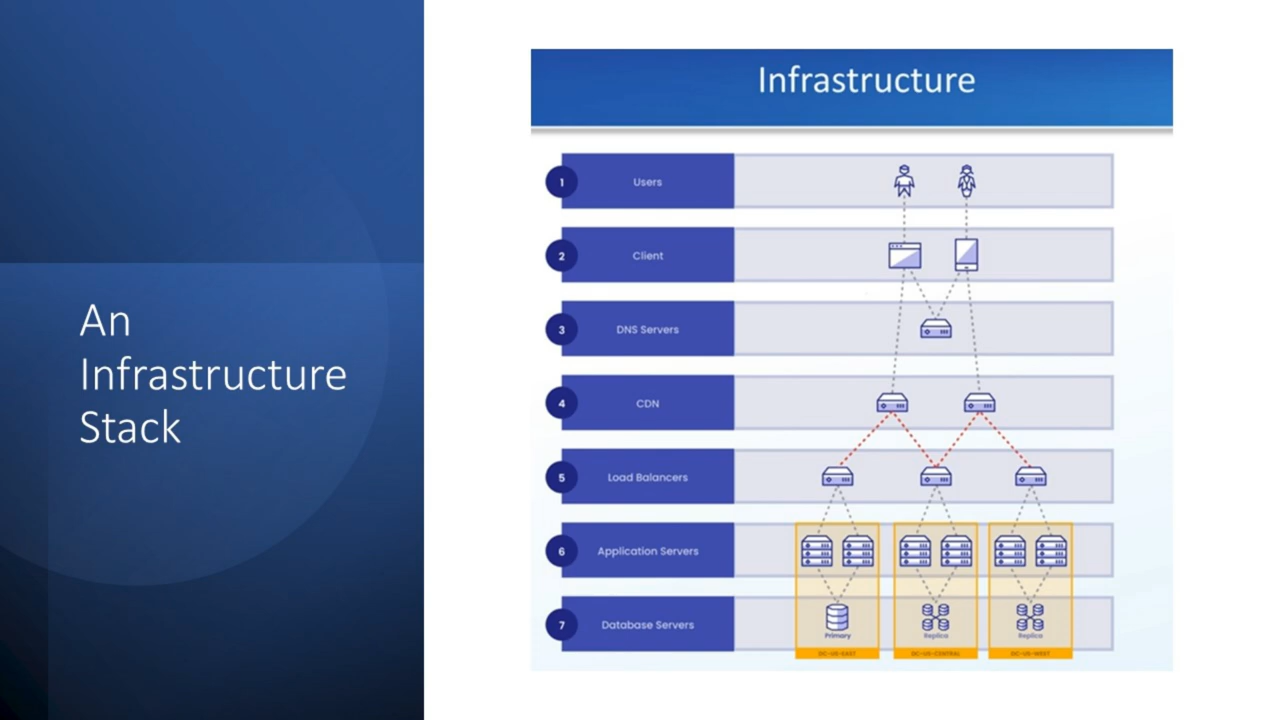 An
Infrastructure
Stack
Infrastructure
1 Users
2 Client
3 DNS Servers
4 CDN
5 Load Balancers
6 Application Servers
7 Database Servers
Primary Replica Replica
DC-US-EAST DC-US-CENTRAL DC-US-WEST